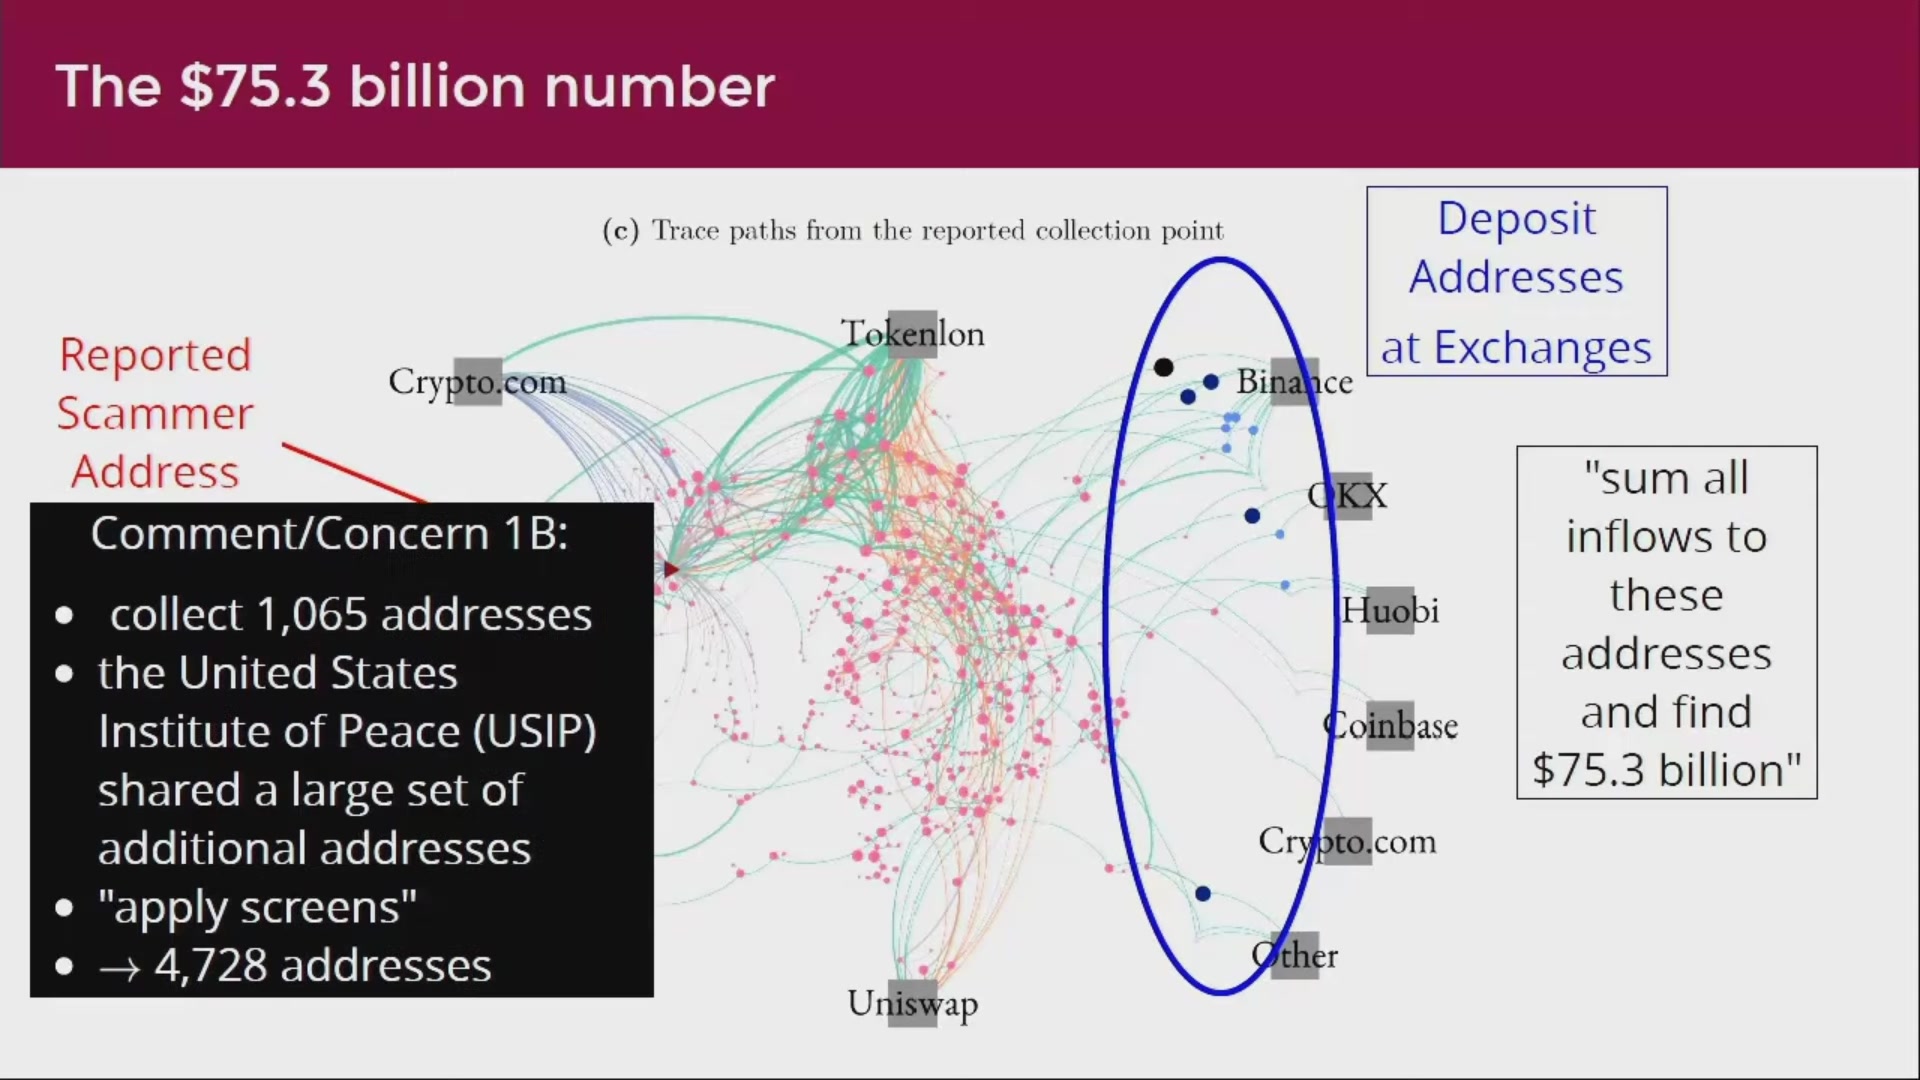 The $75.3 billion number
(c) Trace paths from the reported collection point
Deposit
Addresses
at Exchanges
Reported
Scammer
Address
Crypto.com
Tokenlon
Binance
OKX
Huobi
Coinbase
Crypto.com
Other
Uniswap
Comment/Concern 1B:
• collect 1,065 addresses
• the United States
Institute of Peace (USIP)
shared a large set of
additional addresses
• "apply screens"
• → 4,728 addresses
"sum all
inflows to
these
addresses
and find
$75.3 billion"